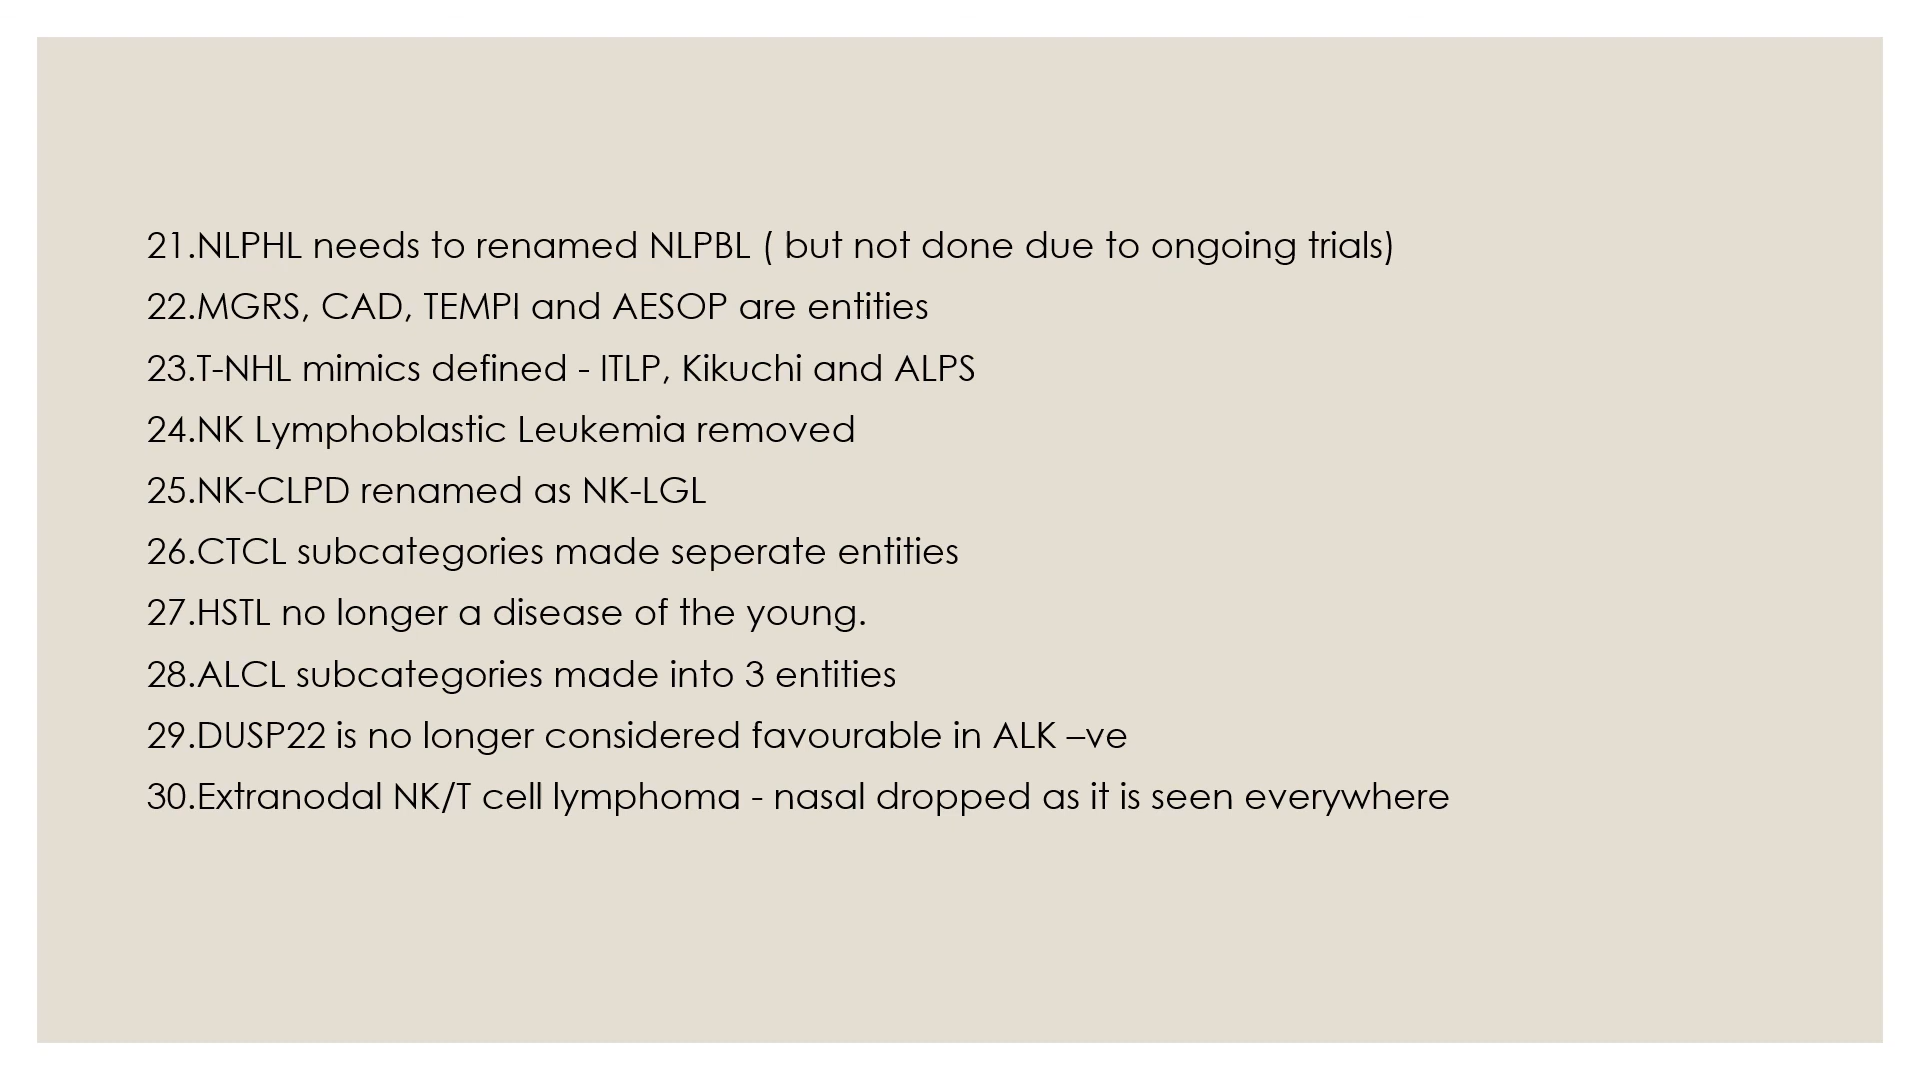 21.NLPHL needs to renamed NLPBL ( but not done due to ongoing trials)
22.MGRS, CAD, TEMPI and AESOP are entities
23.T-NHL mimics defined - ITLP, Kikuchi and ALPS
24.NK Lymphoblastic Leukemia removed
25.NK-CLPD renamed as NK-LGL
26.CTCL subcategories made seperate entities
27.HSTL no longer a disease of the young.
28.ALCL subcategories made into 3 entities
29.DUSP22 is no longer considered favourable in ALK –ve
30.Extranodal NK/T cell lymphoma - nasal dropped as it is seen everywhere